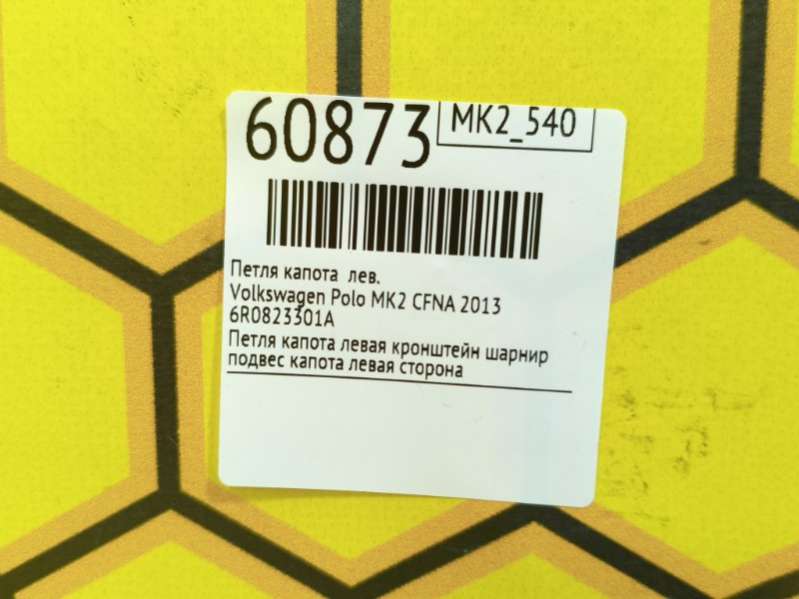 60873
MK2_540
Петля капота лев.
Volkswagen Polo MK2 CFNA 2013
6R0823301A
Петля капота левая кронштейн шарнир
подвес капота левая сторона